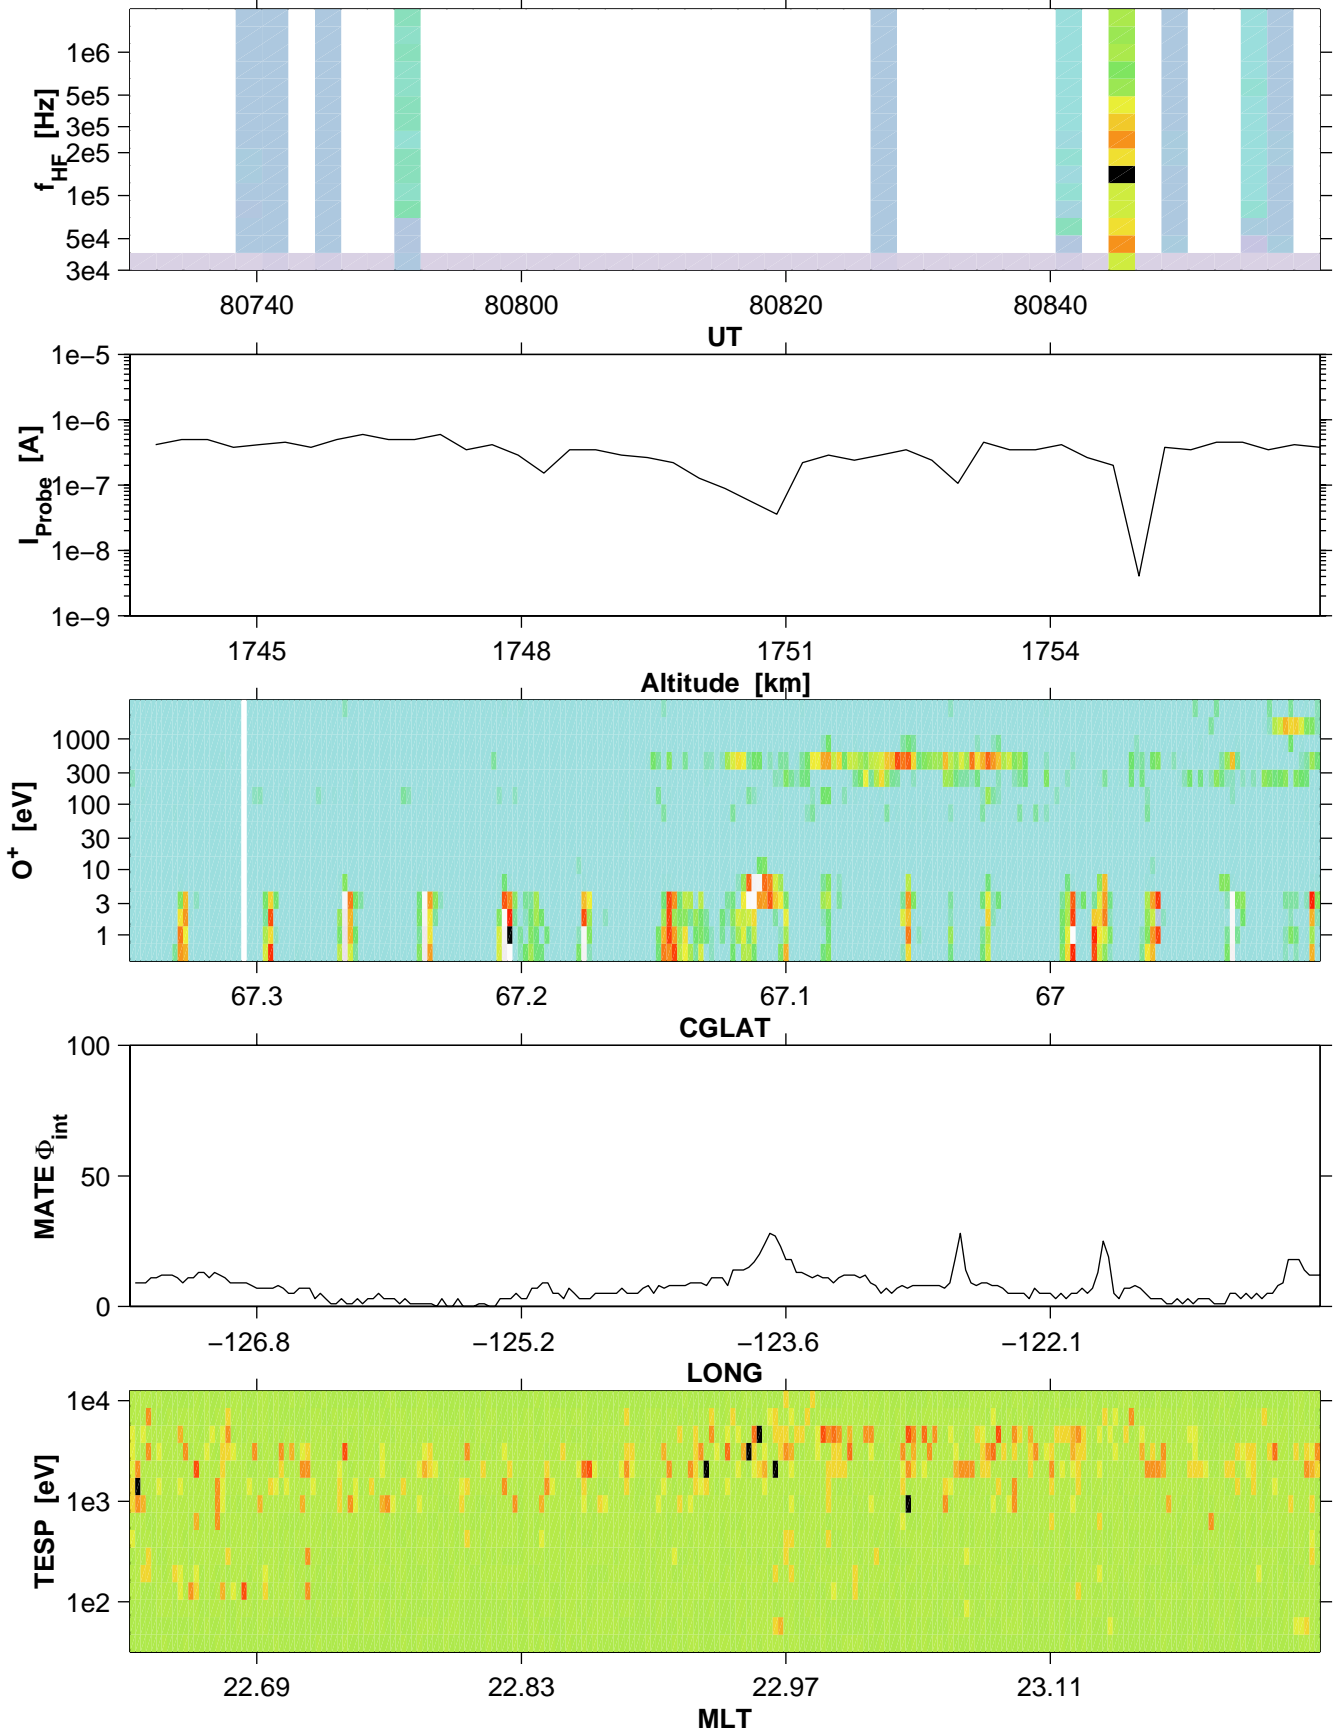 f_HF [Hz]
1e6
5e5
3e5
2e5
1e5
5e4
3e4
80740 80800 80820 80840
UT
I_Probe [A]
1e−5
1e−6
1e−7
1e−8
1e−9
1745 1748 1751 1754
Altitude [km]
O⁺ [eV]
1000
300
100
30
10
3
1
67.3 67.2 67.1 67
CGLAT
MATE Φ_int
100
50
0
−126.8 −125.2 −123.6 −122.1
LONG
TESP [eV]
1e4
1e3
1e2
22.69 22.83 22.97 23.11
MLT